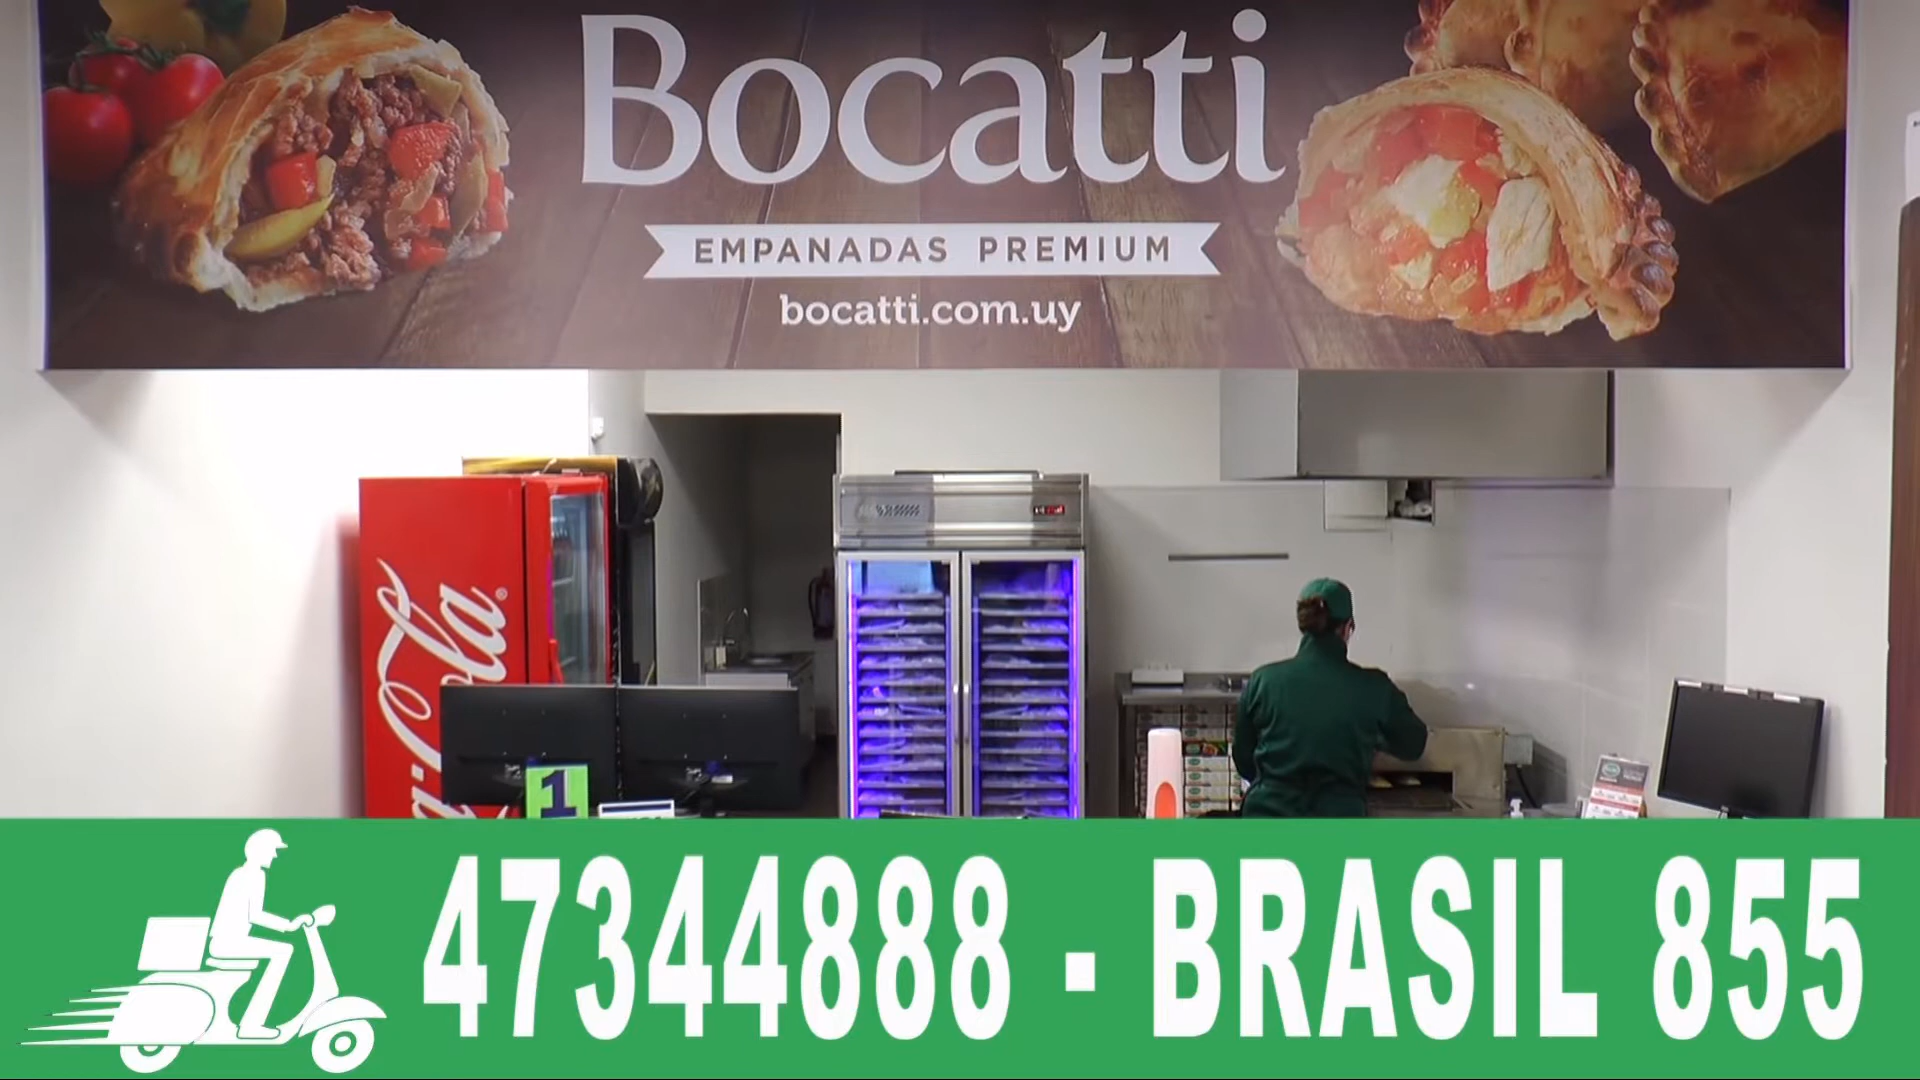 Bocatti
EMPANADAS PREMIUM
bocatti.com.uy
Coca-Cola®
1
47344888 - BRASIL 855